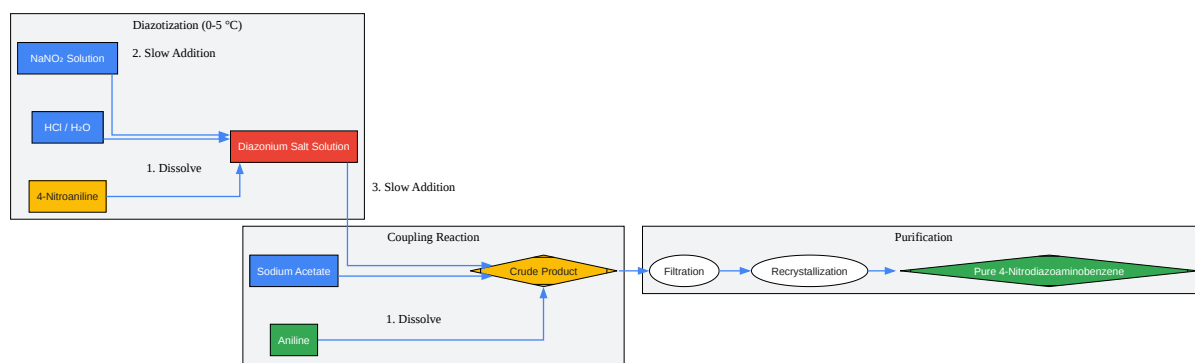 Diazotization (0-5 °C)
NaNO₂ Solution
2. Slow Addition
HCl / H₂O
Diazonium Salt Solution
1. Dissolve
4-Nitroaniline
3. Slow Addition
Coupling Reaction
Sodium Acetate
Crude Product
1. Dissolve
Aniline
Purification
Filtration
Recrystallization
Pure 4-Nitrodiazoaminobenzene